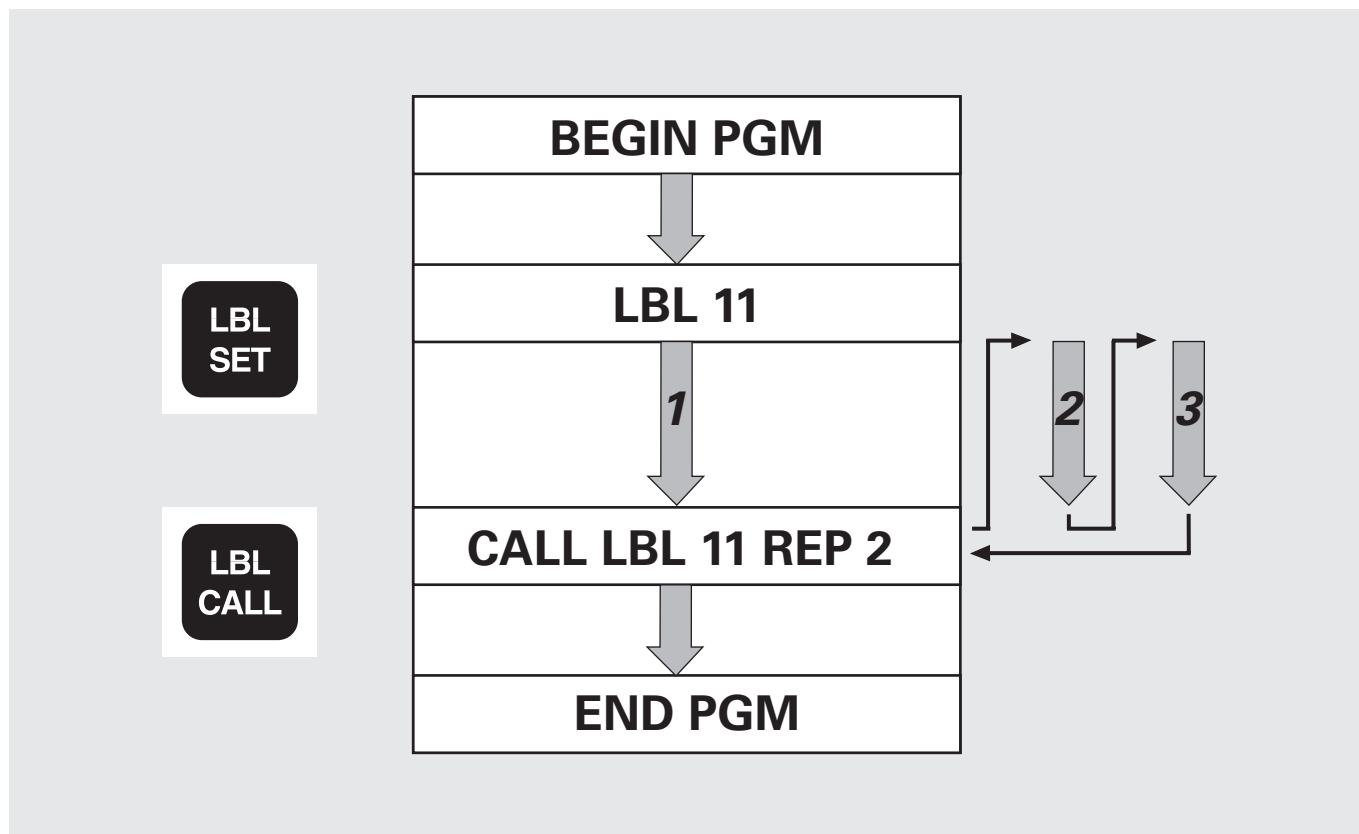 BEGIN PGM
LBL 11
LBL
SET
1
2
3
CALL LBL 11 REP 2
LBL
CALL
END PGM